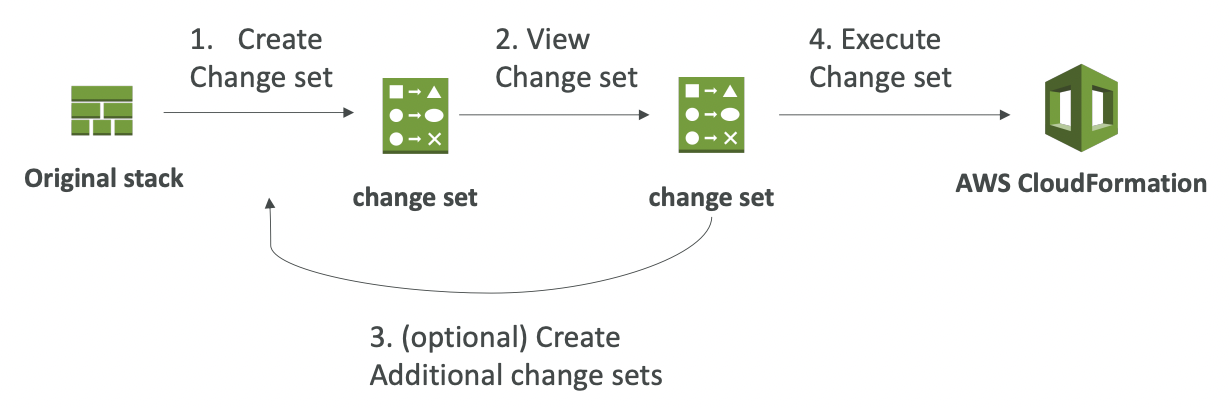 1. Create
Change set
2. View
Change set
4. Execute
Change set
Original stack
change set
change set
AWS CloudFormation
3. (optional) Create
Additional change sets